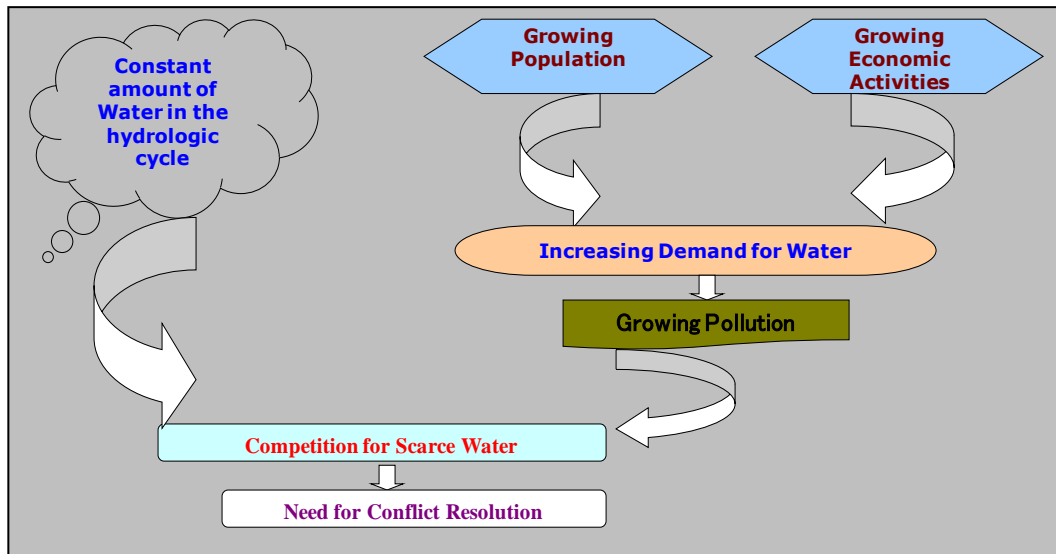 Constant
amount of
Water in the
hydrologic
cycle
Growing
Population
Growing
Economic
Activities
Increasing Demand for Water
Growing Pollution
Competition for Scarce Water
Need for Conflict Resolution